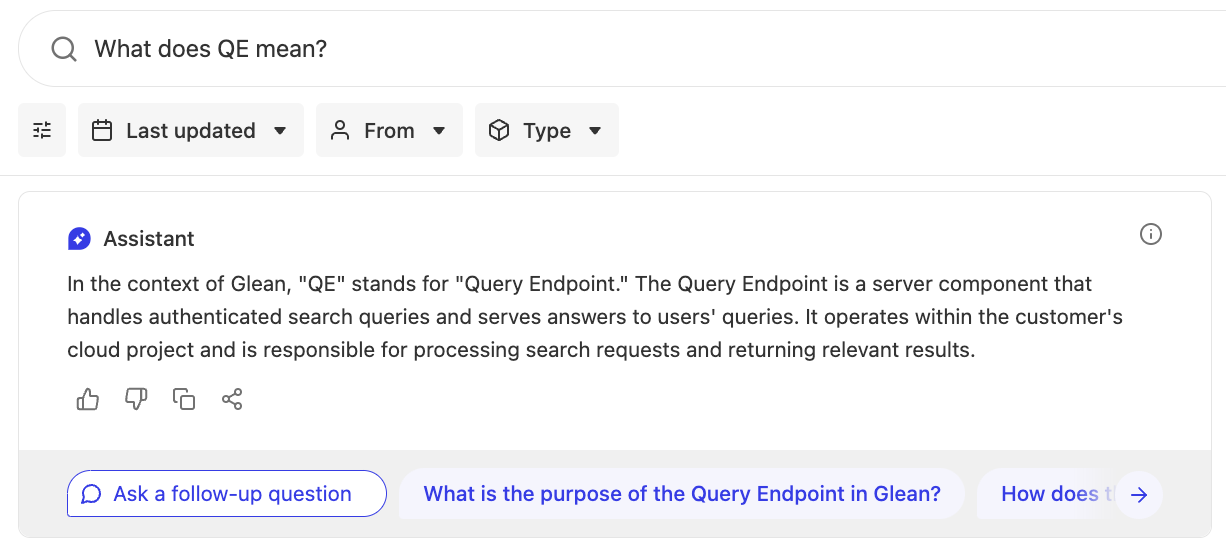 What does QE mean?
Last updated
From
Type
Assistant
In the context of Glean, "QE" stands for "Query Endpoint." The Query Endpoint is a server component that
handles authenticated search queries and serves answers to users' queries. It operates within the customer's
cloud project and is responsible for processing search requests and returning relevant results.
Ask a follow-up question
What is the purpose of the Query Endpoint in Glean?
How does